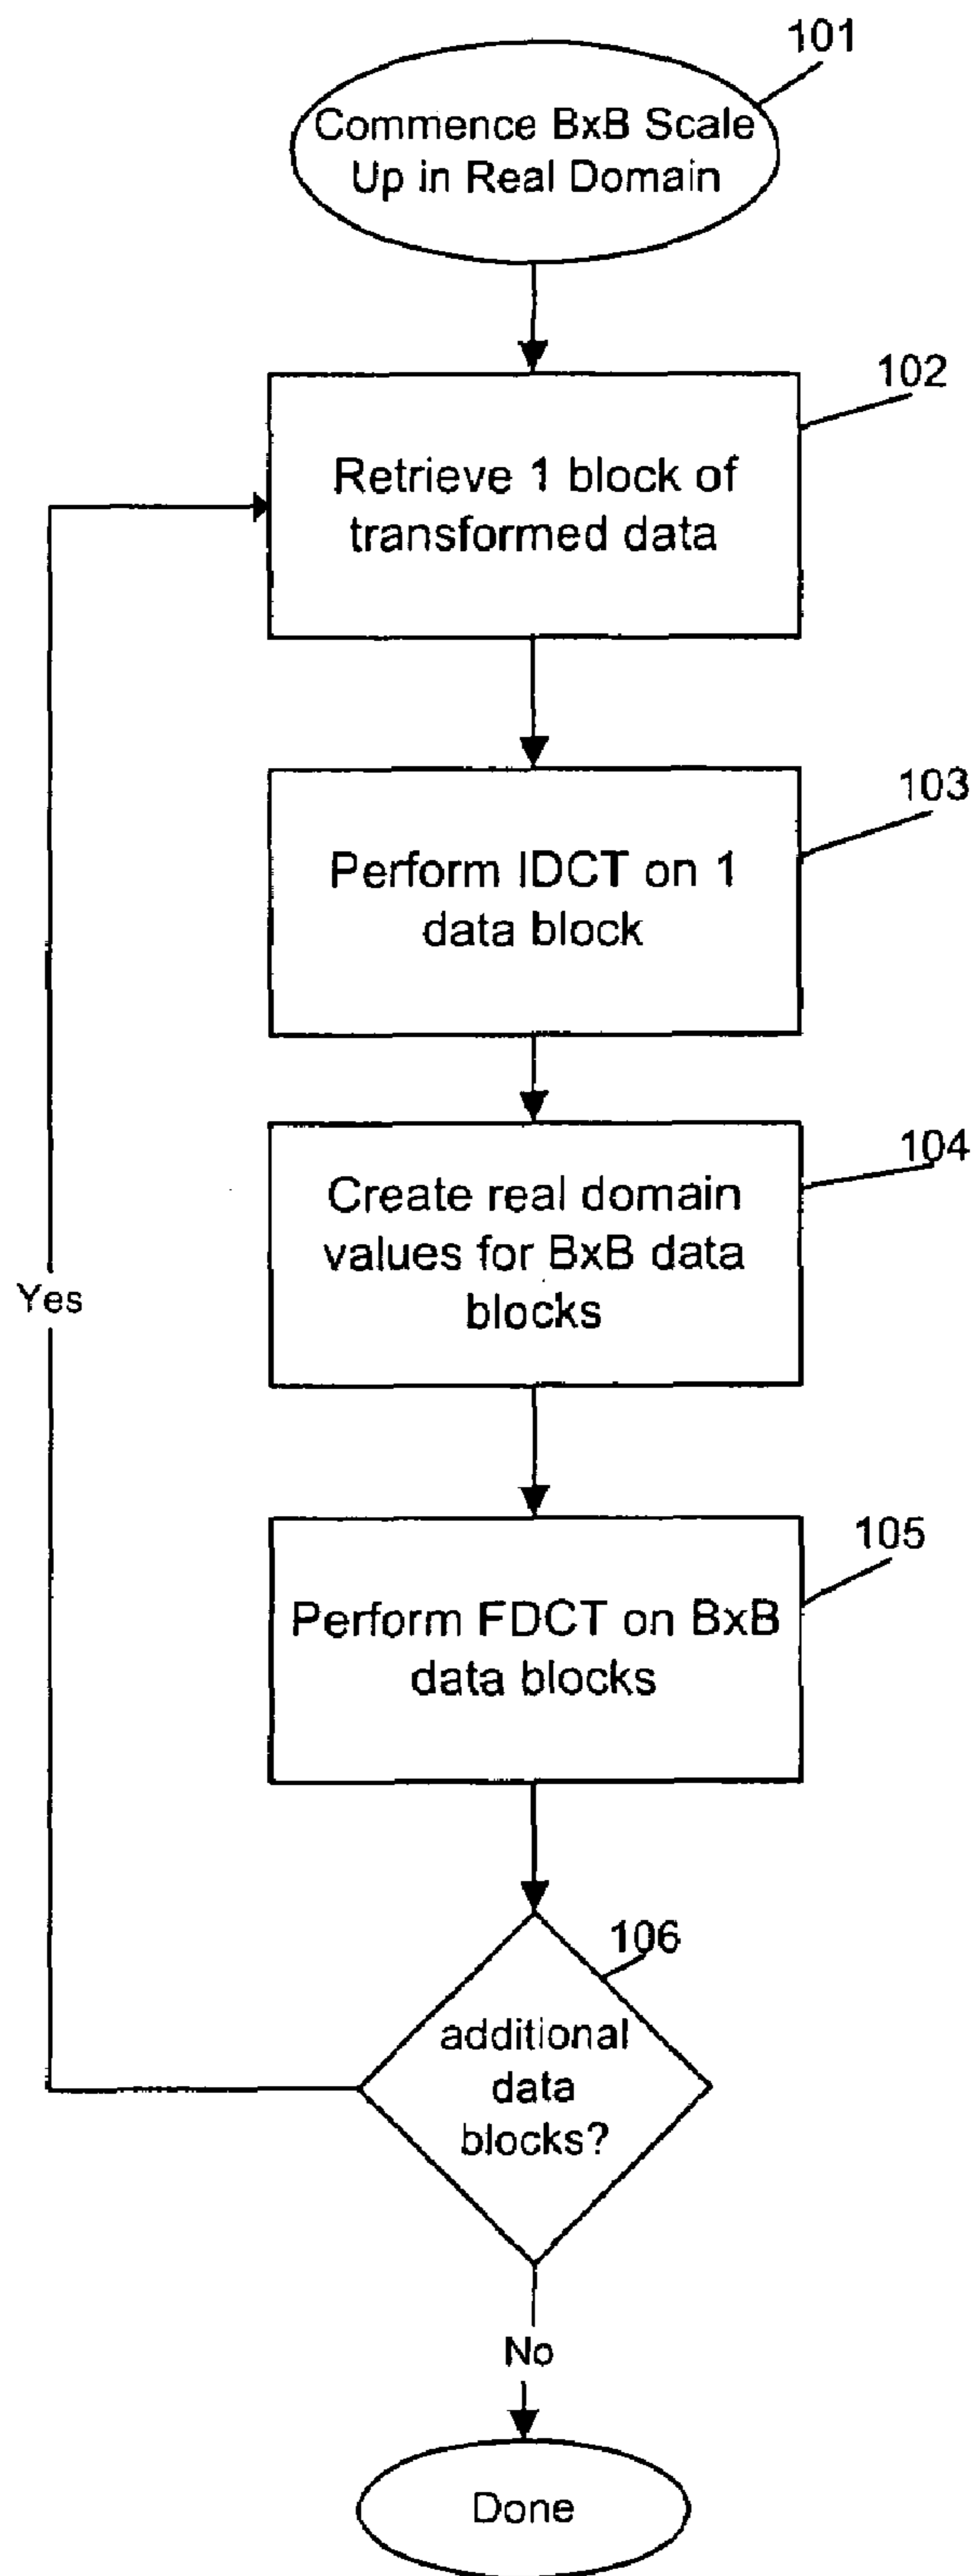 101
Commence BxB Scale
Up in Real Domain
102
Retrieve 1 block of
transformed data
103
Perform IDCT on 1
data block
104
Create real domain
values for BxB data
blocks
Yes
105
Perform FDCT on BxB
data blocks
106
additional
data
blocks?
No
Done